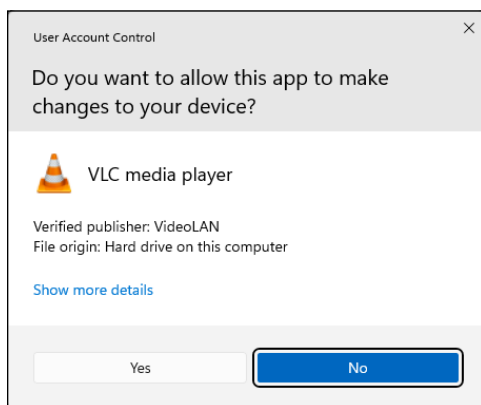 User Account Control
Do you want to allow this app to make
changes to your device?
VLC media player
Verified publisher: VideoLAN
File origin: Hard drive on this computer
Show more details
Yes
No